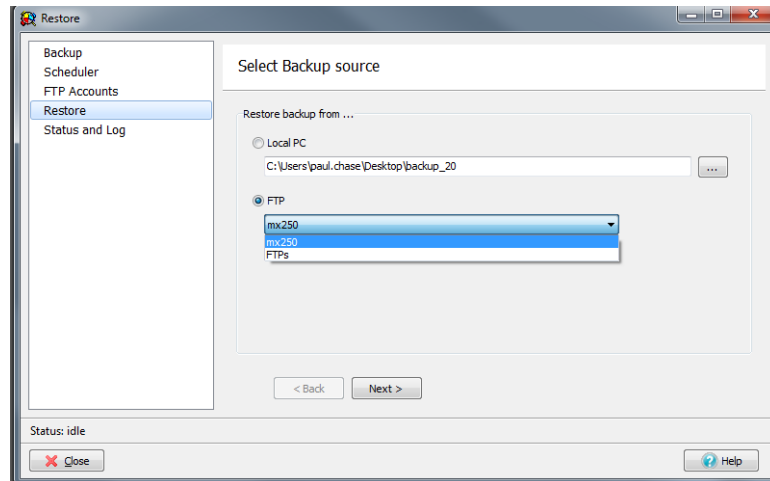 Restore
Backup
Scheduler
FTP Accounts
Restore
Status and Log
Select Backup source
Restore backup from ...
Local PC
C:\Users\paul.chase\Desktop\backup_20
...
FTP
mx250
mx250
FTPs
< Back
Next >
Status: idle
Close
Help